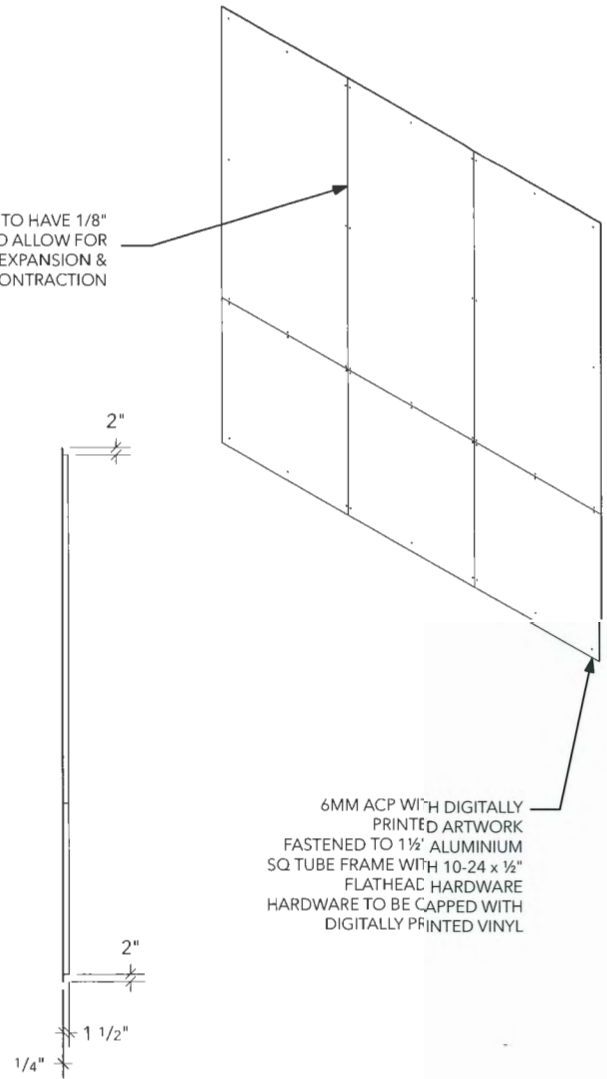 TO HAVE 1/8"
ALLOW FOR
EXPANSION &
ONTRACTION
2"
6MM ACP WITH DIGITALLY
PRINTED ARTWORK
FASTENED TO 1½" ALUMINIUM
SQ TUBE FRAME WITH 10-24 x ½"
FLATHEAD HARDWARE
HARDWARE TO BE CAPPED WITH
DIGITALLY PRINTED VINYL
2"
1 1/2"
1/4"